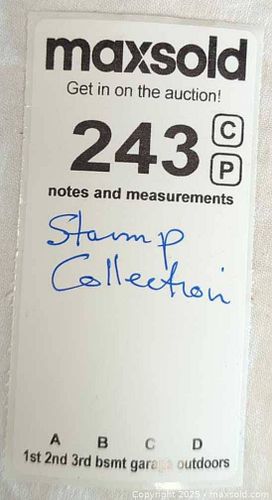 maxsold
Get in on the auction!
243 C
P
notes and measurements
Stamp
Collection
A B C D
1st 2nd 3rd bsmt garage outdoors
Copyright 2025 - maxsold.com